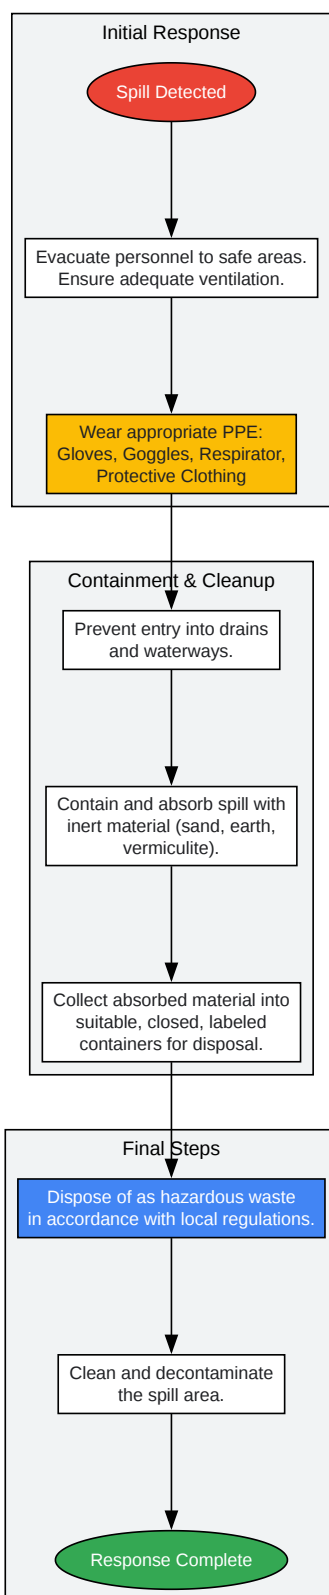 Initial Response
Spill Detected
Evacuate personnel to safe areas.
Ensure adequate ventilation.
Wear appropriate PPE:
Gloves, Goggles, Respirator,
Protective Clothing
Containment & Cleanup
Prevent entry into drains
and waterways.
Contain and absorb spill with
inert material (sand, earth,
vermiculite).
Collect absorbed material into
suitable, closed, labeled
containers for disposal.
Final Steps
Dispose of as hazardous waste
in accordance with local regulations.
Clean and decontaminate
the spill area.
Response Complete